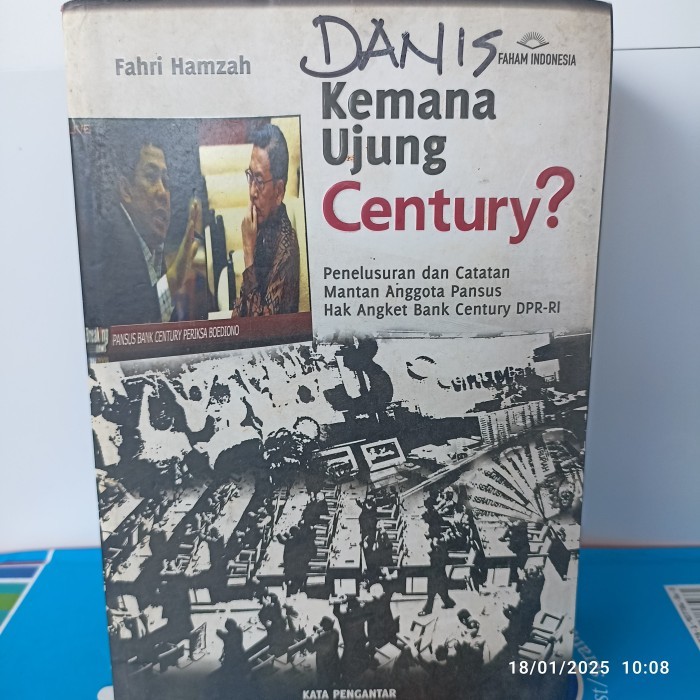 DANIS
Fahri Hamzah
FAHAM INDONESIA
Kemana
Ujung
Century?
Penelusuran dan Catatan
Mantan Anggota Pansus
Hak Angket Bank Century DPR-RI
PANSUS BANK CENTURY PERIKSA BOEDIONO
18/01/2025 10:08
KATA PENGANTAR